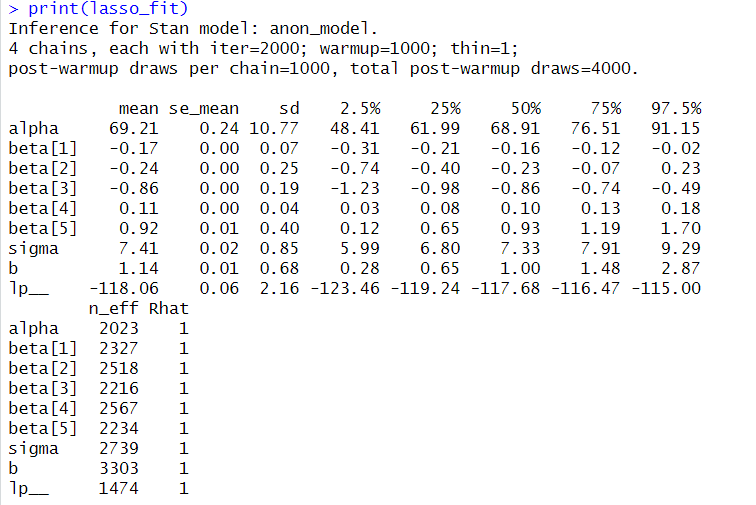 > print(lasso_fit)
Inference for Stan model: anon_model.
4 chains, each with iter=2000; warmup=1000; thin=1;
post-warmup draws per chain=1000, total post-warmup draws=4000.

           mean se_mean    sd    2.5%     25%     50%     75%   97.5%
alpha     69.21    0.24 10.77   48.41   61.99   68.91   76.51   91.15
beta[1]   -0.17    0.00  0.07   -0.31   -0.21   -0.16   -0.12   -0.02
beta[2]   -0.24    0.00  0.25   -0.74   -0.40   -0.23   -0.07    0.23
beta[3]   -0.86    0.00  0.19   -1.23   -0.98   -0.86   -0.74   -0.49
beta[4]    0.11    0.00  0.04    0.03    0.08    0.10    0.13    0.18
beta[5]    0.92    0.01  0.40    0.12    0.65    0.93    1.19    1.70
sigma      7.41    0.02  0.85    5.99    6.80    7.33    7.91    9.29
b          1.14    0.01  0.68    0.28    0.65    1.00    1.48    2.87
lp__    -118.06    0.06  2.16 -123.46 -119.24 -117.68 -116.47 -115.00
        n_eff Rhat
alpha    2023    1
beta[1]  2327    1
beta[2]  2518    1
beta[3]  2216    1
beta[4]  2567    1
beta[5]  2234    1
sigma    2739    1
b        3303    1
lp__     1474    1